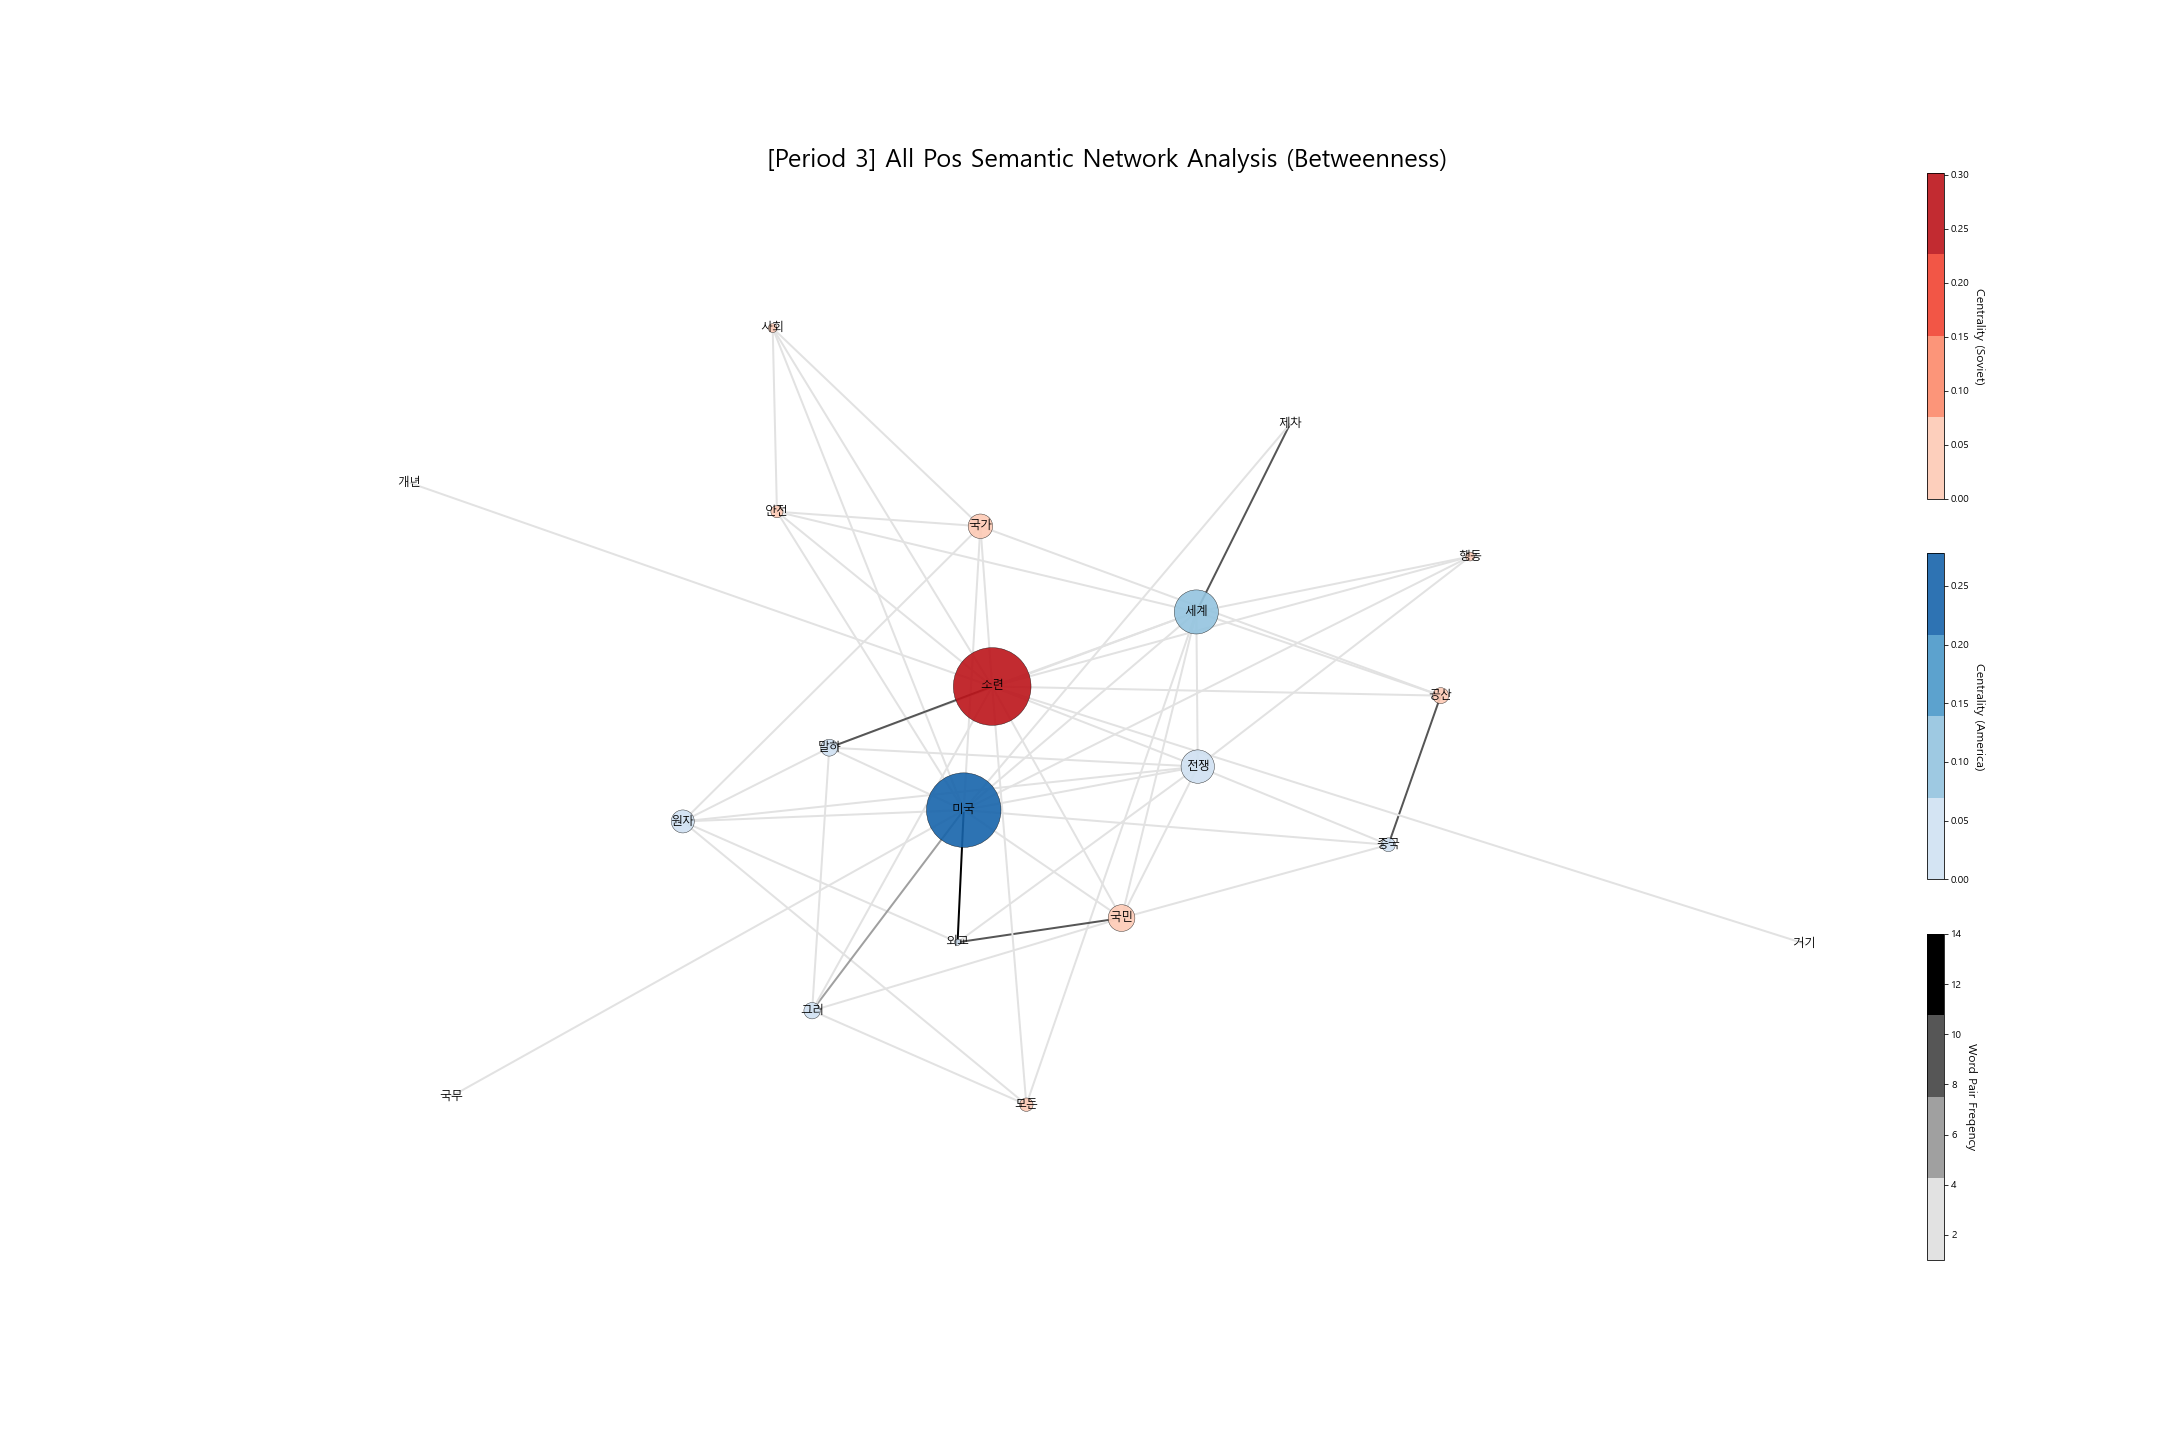 [Period 3] All Pos Semantic Network Analysis (Betweenness)
0.30
0.25
0.20
0.15
0.10
0.05
0.00
Centrality (Soviet)
0.25
0.20
0.15
0.10
0.05
0.00
Centrality (America)
14
12
10
8
6
4
2
Word Pair Freqency
사회
제차
개년
안전
국가
행동
세계
소련
공산
말하
전쟁
미국
원자
중국
국민
외교
거기
그러
국무
모든